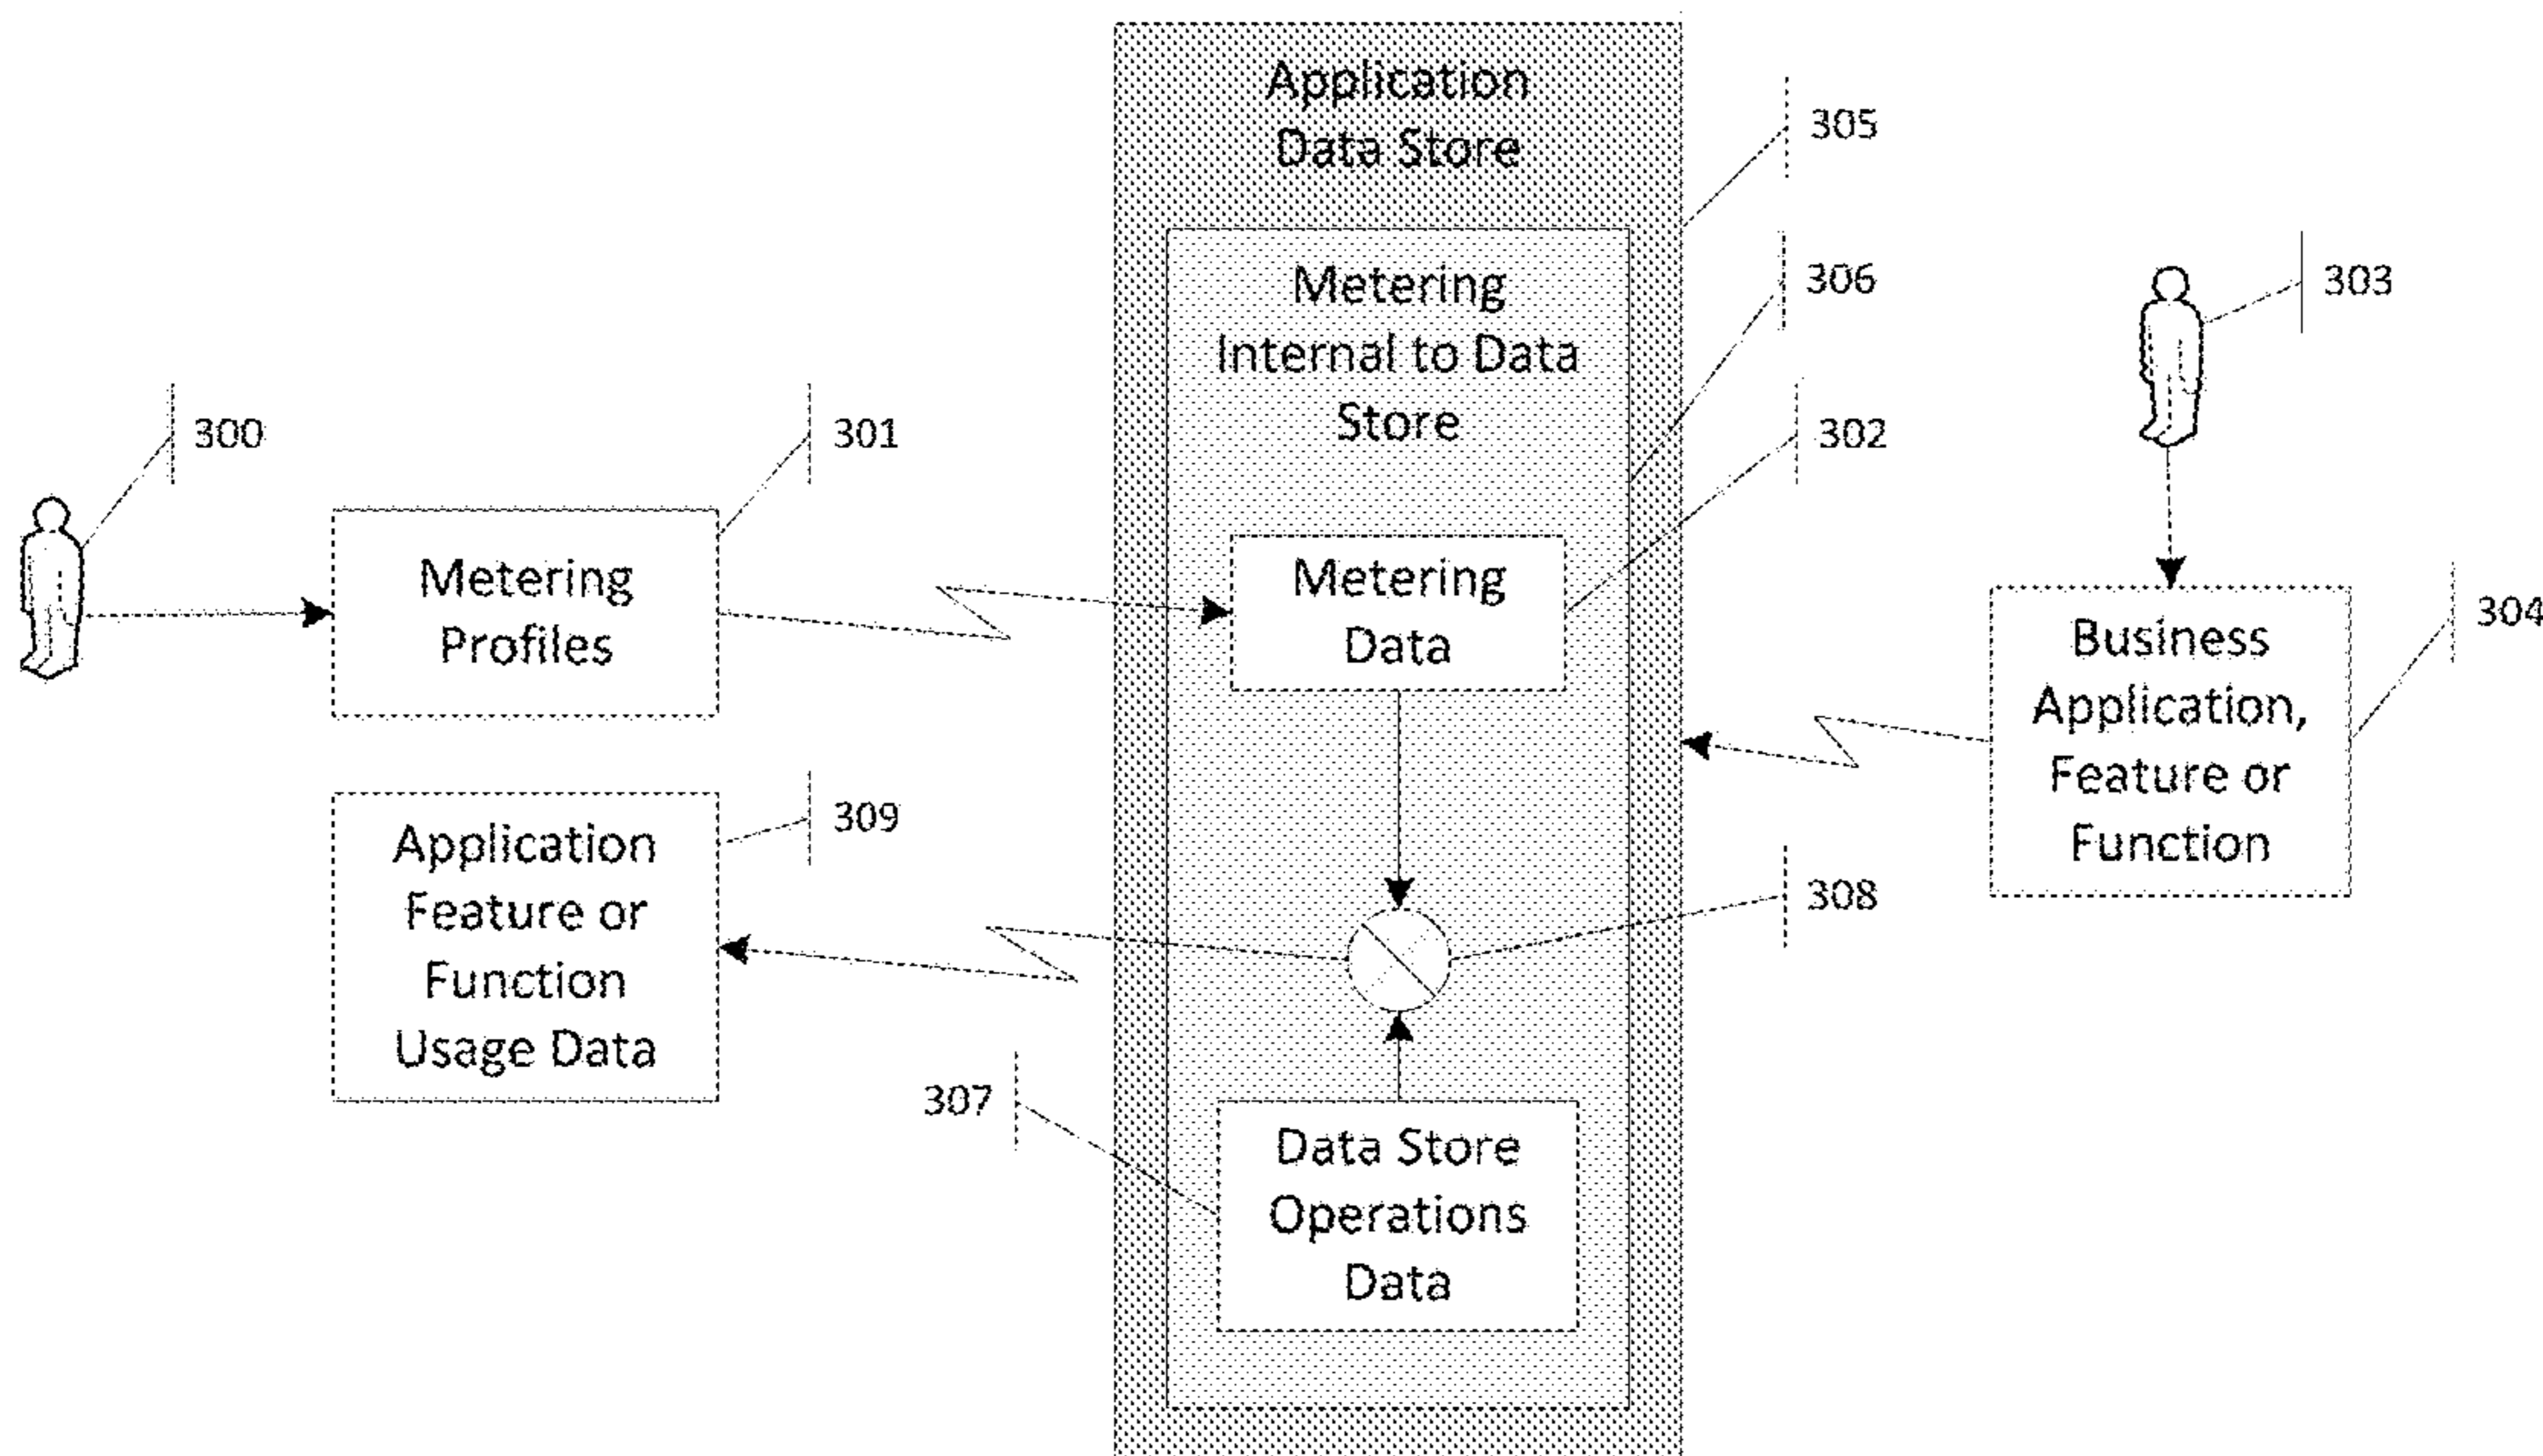 Application
Data Store
305
Metering
Internal to Data
Store
306
303
300
301
302
Metering
Profiles
Metering
Data
304
Business
Application,
Feature or
Function
309
Application
Feature or
Function
Usage Data
308
307
Data Store
Operations
Data